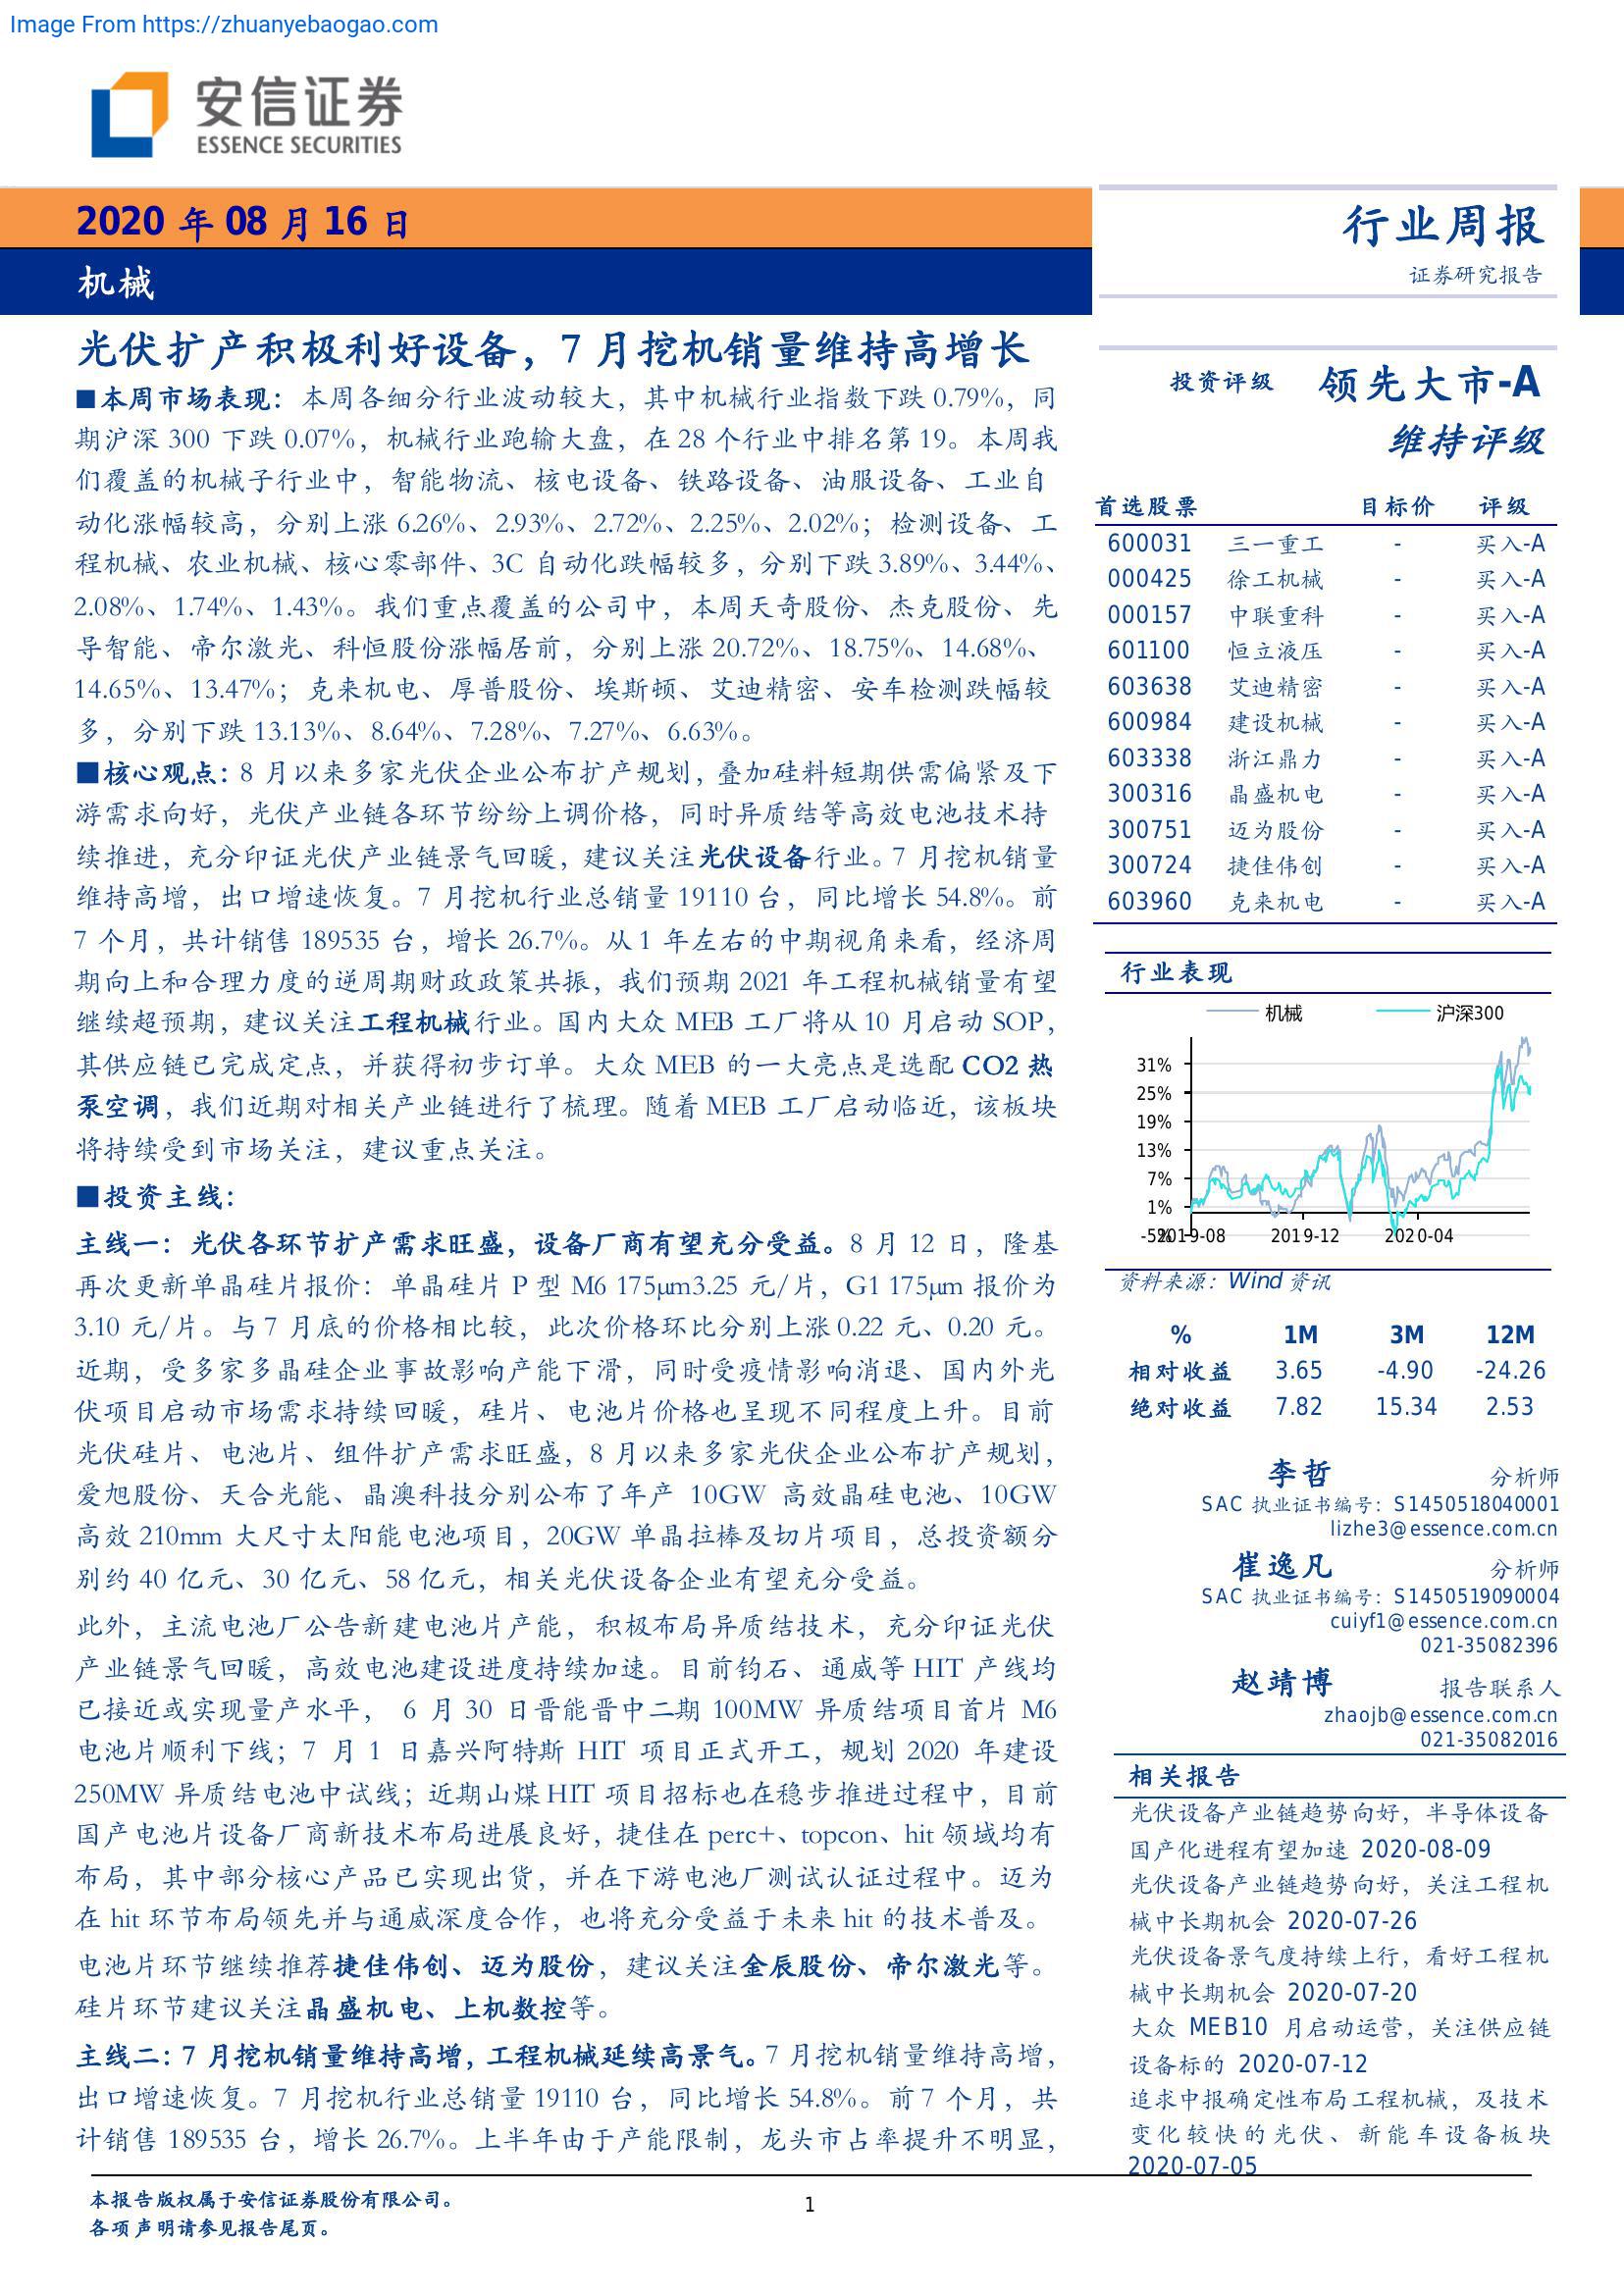 Image From https://zhuanyebaogao.com
安信证券
ESSENCE SECURITIES
2020 年 08 月 16 日
机械
行业周报
证券研究报告
光伏扩产积极利好设备，7 月挖机销量维持高增长
■本周市场表现：本周各细分行业波动较大，其中机械行业指数下跌 0.79%，同
期沪深 300 下跌 0.07%，机械行业跑输大盘，在 28 个行业中排名第 19。本周我
们覆盖的机械子行业中，智能物流、核电设备、铁路设备、油服设备、工业自
动化涨幅较高，分别上涨 6.26%、2.93%、2.72%、2.25%、2.02%；检测设备、工
程机械、农业机械、核心零部件、3C 自动化跌幅较多，分别下跌 3.89%、3.44%、
2.08%、1.74%、1.43%。我们重点覆盖的公司中，本周天奇股份、杰克股份、先
导智能、帝尔激光、科恒股份涨幅居前，分别上涨 20.72%、18.75%、14.68%、
14.65%、13.47%；克来机电、厚普股份、埃斯顿、艾迪精密、安车检测跌幅较
多，分别下跌 13.13%、8.64%、7.28%、7.27%、6.63%。
■核心观点：8 月以来多家光伏企业公布扩产规划，叠加硅料短期供需偏紧及下
游需求向好，光伏产业链各环节纷纷上调价格，同时异质结等高效电池技术持
续推进，充分印证光伏产业链景气回暖，建议关注光伏设备行业。7 月挖机销量
维持高增，出口增速恢复。7 月挖机行业总销量 19110 台，同比增长 54.8%。前
7 个月，共计销售 189535 台，增长 26.7%。从 1 年左右的中期视角来看，经济周
期向上和合理力度的逆周期财政政策共振，我们预期 2021 年工程机械销量有望
继续超预期，建议关注工程机械行业。国内大众 MEB 工厂将从 10 月启动 SOP，
其供应链已完成定点，并获得初步订单。大众 MEB 的一大亮点是选配 CO2 热
泵空调，我们近期对相关产业链进行了梳理。随着 MEB 工厂启动临近，该板块
将持续受到市场关注，建议重点关注。
■投资主线：
主线一：光伏各环节扩产需求旺盛，设备厂商有望充分受益。8 月 12 日，隆基
再次更新单晶硅片报价：单晶硅片 P 型 M6 175μm3.25 元/片，G1 175μm 报价为
3.10 元/片。与 7 月底的价格相比较，此次价格环比分别上涨 0.22 元、0.20 元。
近期，受多家多晶硅企业事故影响产能下滑，同时受疫情影响消退、国内外光
伏项目启动市场需求持续回暖，硅片、电池片价格也呈现不同程度上升。目前
光伏硅片、电池片、组件扩产需求旺盛，8 月以来多家光伏企业公布扩产规划，
爱旭股份、天合光能、晶澳科技分别公布了年产 10GW 高效晶硅电池、10GW
高效 210mm 大尺寸太阳能电池项目，20GW 单晶拉棒及切片项目，总投资额分
别约 40 亿元、30 亿元、58 亿元，相关光伏设备企业有望充分受益。
此外，主流电池厂公告新建电池片产能，积极布局异质结技术，充分印证光伏
产业链景气回暖，高效电池建设进度持续加速。目前钧石、通威等 HIT 产线均
已接近或实现量产水平， 6 月 30 日晋能晋中二期 100MW 异质结项目首片 M6
电池片顺利下线；7 月 1 日嘉兴阿特斯 HIT 项目正式开工，规划 2020 年建设
250MW 异质结电池中试线；近期山煤 HIT 项目招标也在稳步推进过程中，目前
国产电池片设备厂商新技术布局进展良好，捷佳在 perc+、topcon、hit 领域均有
布局，其中部分核心产品已实现出货，并在下游电池厂测试认证过程中。迈为
在 hit 环节布局领先并与通威深度合作，也将充分受益于未来 hit 的技术普及。
电池片环节继续推荐捷佳伟创、迈为股份，建议关注金辰股份、帝尔激光等。
硅片环节建议关注晶盛机电、上机数控等。
主线二：7 月挖机销量维持高增，工程机械延续高景气。7 月挖机销量维持高增，
出口增速恢复。7 月挖机行业总销量 19110 台，同比增长 54.8%。前 7 个月，共
计销售 189535 台，增长 26.7%。上半年由于产能限制，龙头市占率提升不明显，
投资评级 领先大市-A
维持评级
首选股票 目标价 评级
600031 三一重工 - 买入-A
000425 徐工机械 - 买入-A
000157 中联重科 - 买入-A
601100 恒立液压 - 买入-A
603638 艾迪精密 - 买入-A
600984 建设机械 - 买入-A
603338 浙江鼎力 - 买入-A
300316 晶盛机电 - 买入-A
300751 迈为股份 - 买入-A
300724 捷佳伟创 - 买入-A
603960 克来机电 - 买入-A
行业表现
机械 沪深300
31%
25%
19%
13%
7%
1%
-5%
2019-08 2019-12 2020-04
资料来源：Wind 资讯
% 1M 3M 12M
相对收益 3.65 -4.90 -24.26
绝对收益 7.82 15.34 2.53
李哲 分析师
SAC 执业证书编号：S1450518040001
lizhe3@essence.com.cn
崔逸凡 分析师
SAC 执业证书编号：S1450519090004
cuiyf1@essence.com.cn
021-35082396
赵靖博 报告联系人
zhaojb@essence.com.cn
021-35082016
相关报告
光伏设备产业链趋势向好，半导体设备
国产化进程有望加速 2020-08-09
光伏设备产业链趋势向好，关注工程机
械中长期机会 2020-07-26
光伏设备景气度持续上行，看好工程机
械中长期机会 2020-07-20
大众 MEB10 月启动运营，关注供应链
设备标的 2020-07-12
追求中报确定性布局工程机械，及技术
变化较快的光伏、新能车设备板块
2020-07-05
本报告版权属于安信证券股份有限公司。
各项声明请参见报告尾页。
1